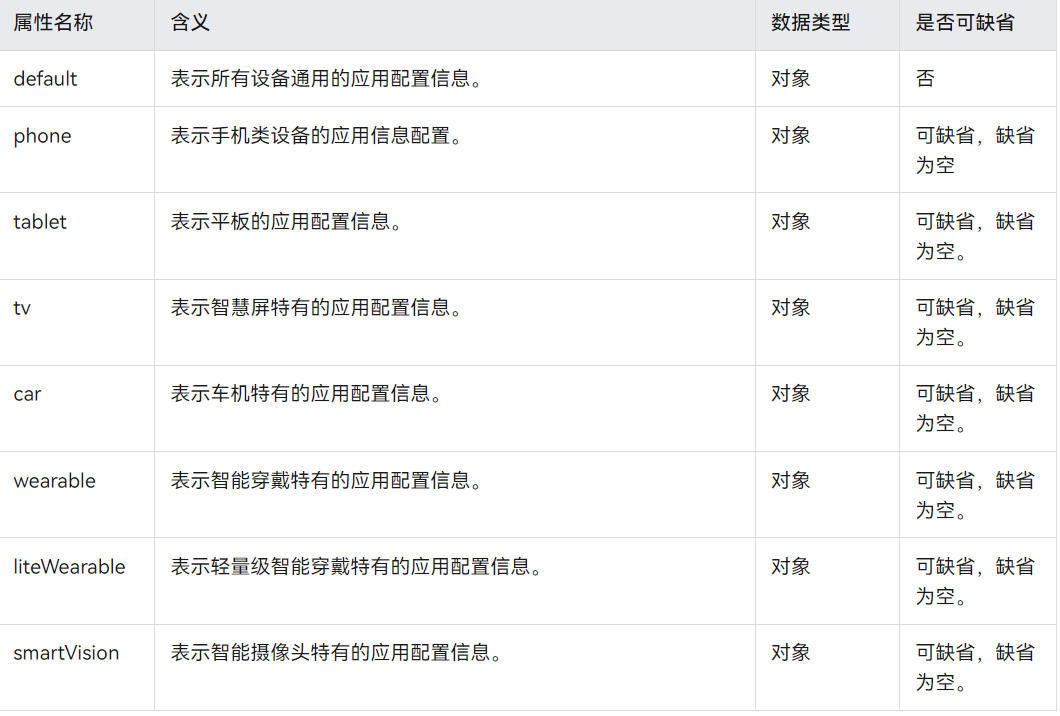 属性名称 含义 数据类型 是否可缺省
default 表示所有设备通用的应用配置信息。 对象 否
phone 表示手机类设备的应用信息配置。 对象 可缺省，缺省
为空
tablet 表示平板的应用配置信息。 对象 可缺省，缺省
为空。
tv 表示智慧屏特有的应用配置信息。 对象 可缺省，缺省
为空。
car 表示车机特有的应用配置信息。 对象 可缺省，缺省
为空。
wearable 表示智能穿戴特有的应用配置信息。 对象 可缺省，缺省
为空。
liteWearable 表示轻量级智能穿戴特有的应用配置信息。 对象 可缺省，缺省
为空。
smartVision 表示智能摄像头特有的应用配置信息。 对象 可缺省，缺省
为空。